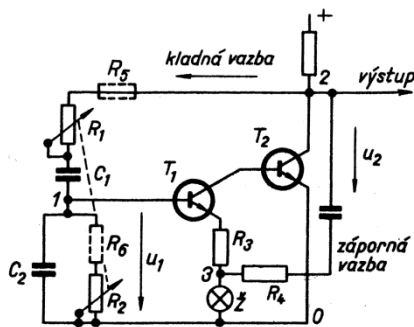 +
kladná vazba
2
výstup
R5
R1
T2
T1
u2
C1
1
R6
u1
R3
záporná
vazba
C2
3
R2
ž
R4
0